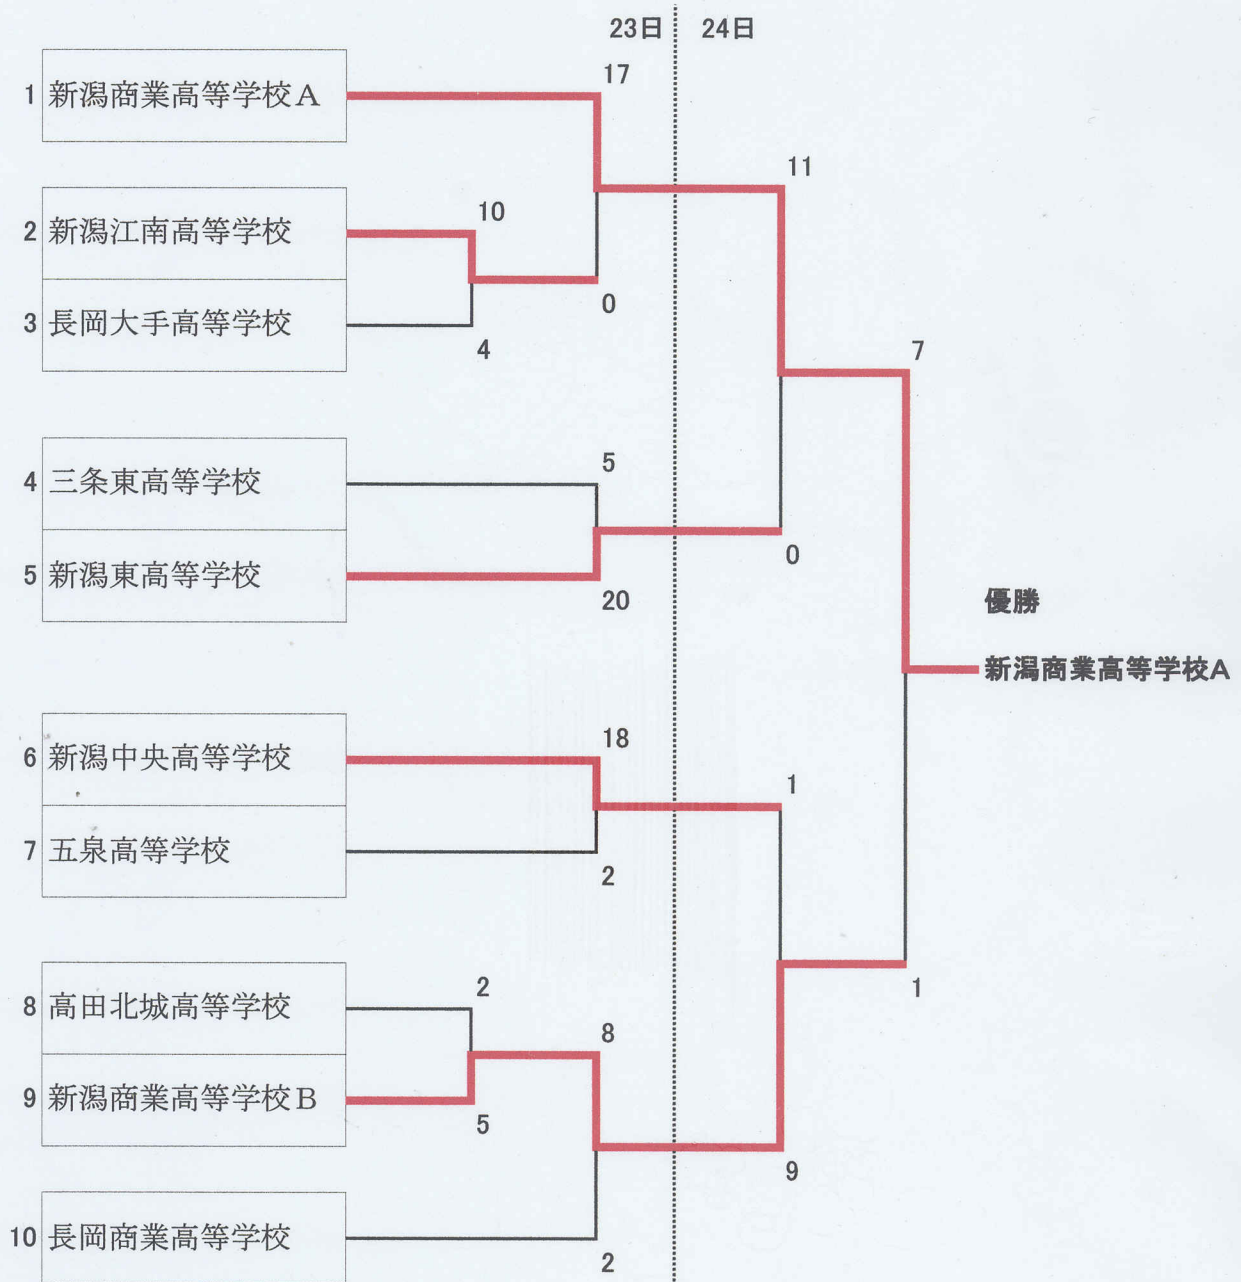 23日 24日
17
1 新潟商業高等学校A
11
10
2 新潟江南高等学校
0
3 長岡大手高等学校
4
7
5
4 三条東高等学校
0
5 新潟東高等学校
20
優勝
新潟商業高等学校A
18
6 新潟中央高等学校
1
7 五泉高等学校
2
2
1
8 高田北城高等学校
8
9 新潟商業高等学校B
5
9
10 長岡商業高等学校
2